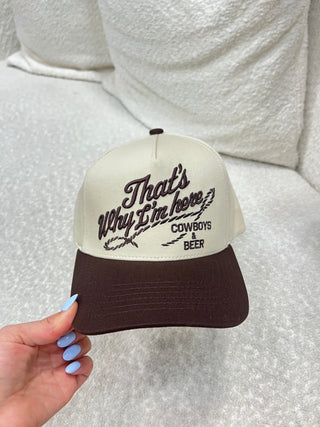 That's
Why I'm here
COWBOYS
&
BEER